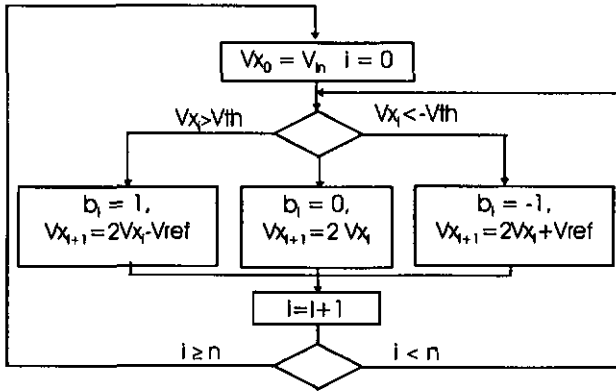 Vx₀ = Vin  i = 0
Vxᵢ>Vth
Vxᵢ<-Vth
bᵢ = 1,
Vxᵢ₊₁=2Vxᵢ-Vref
bᵢ = 0,
Vxᵢ₊₁=2 Vxᵢ
bᵢ = -1,
Vxᵢ₊₁=2Vxᵢ+Vref
i=i+1
i ≥ n
i < n